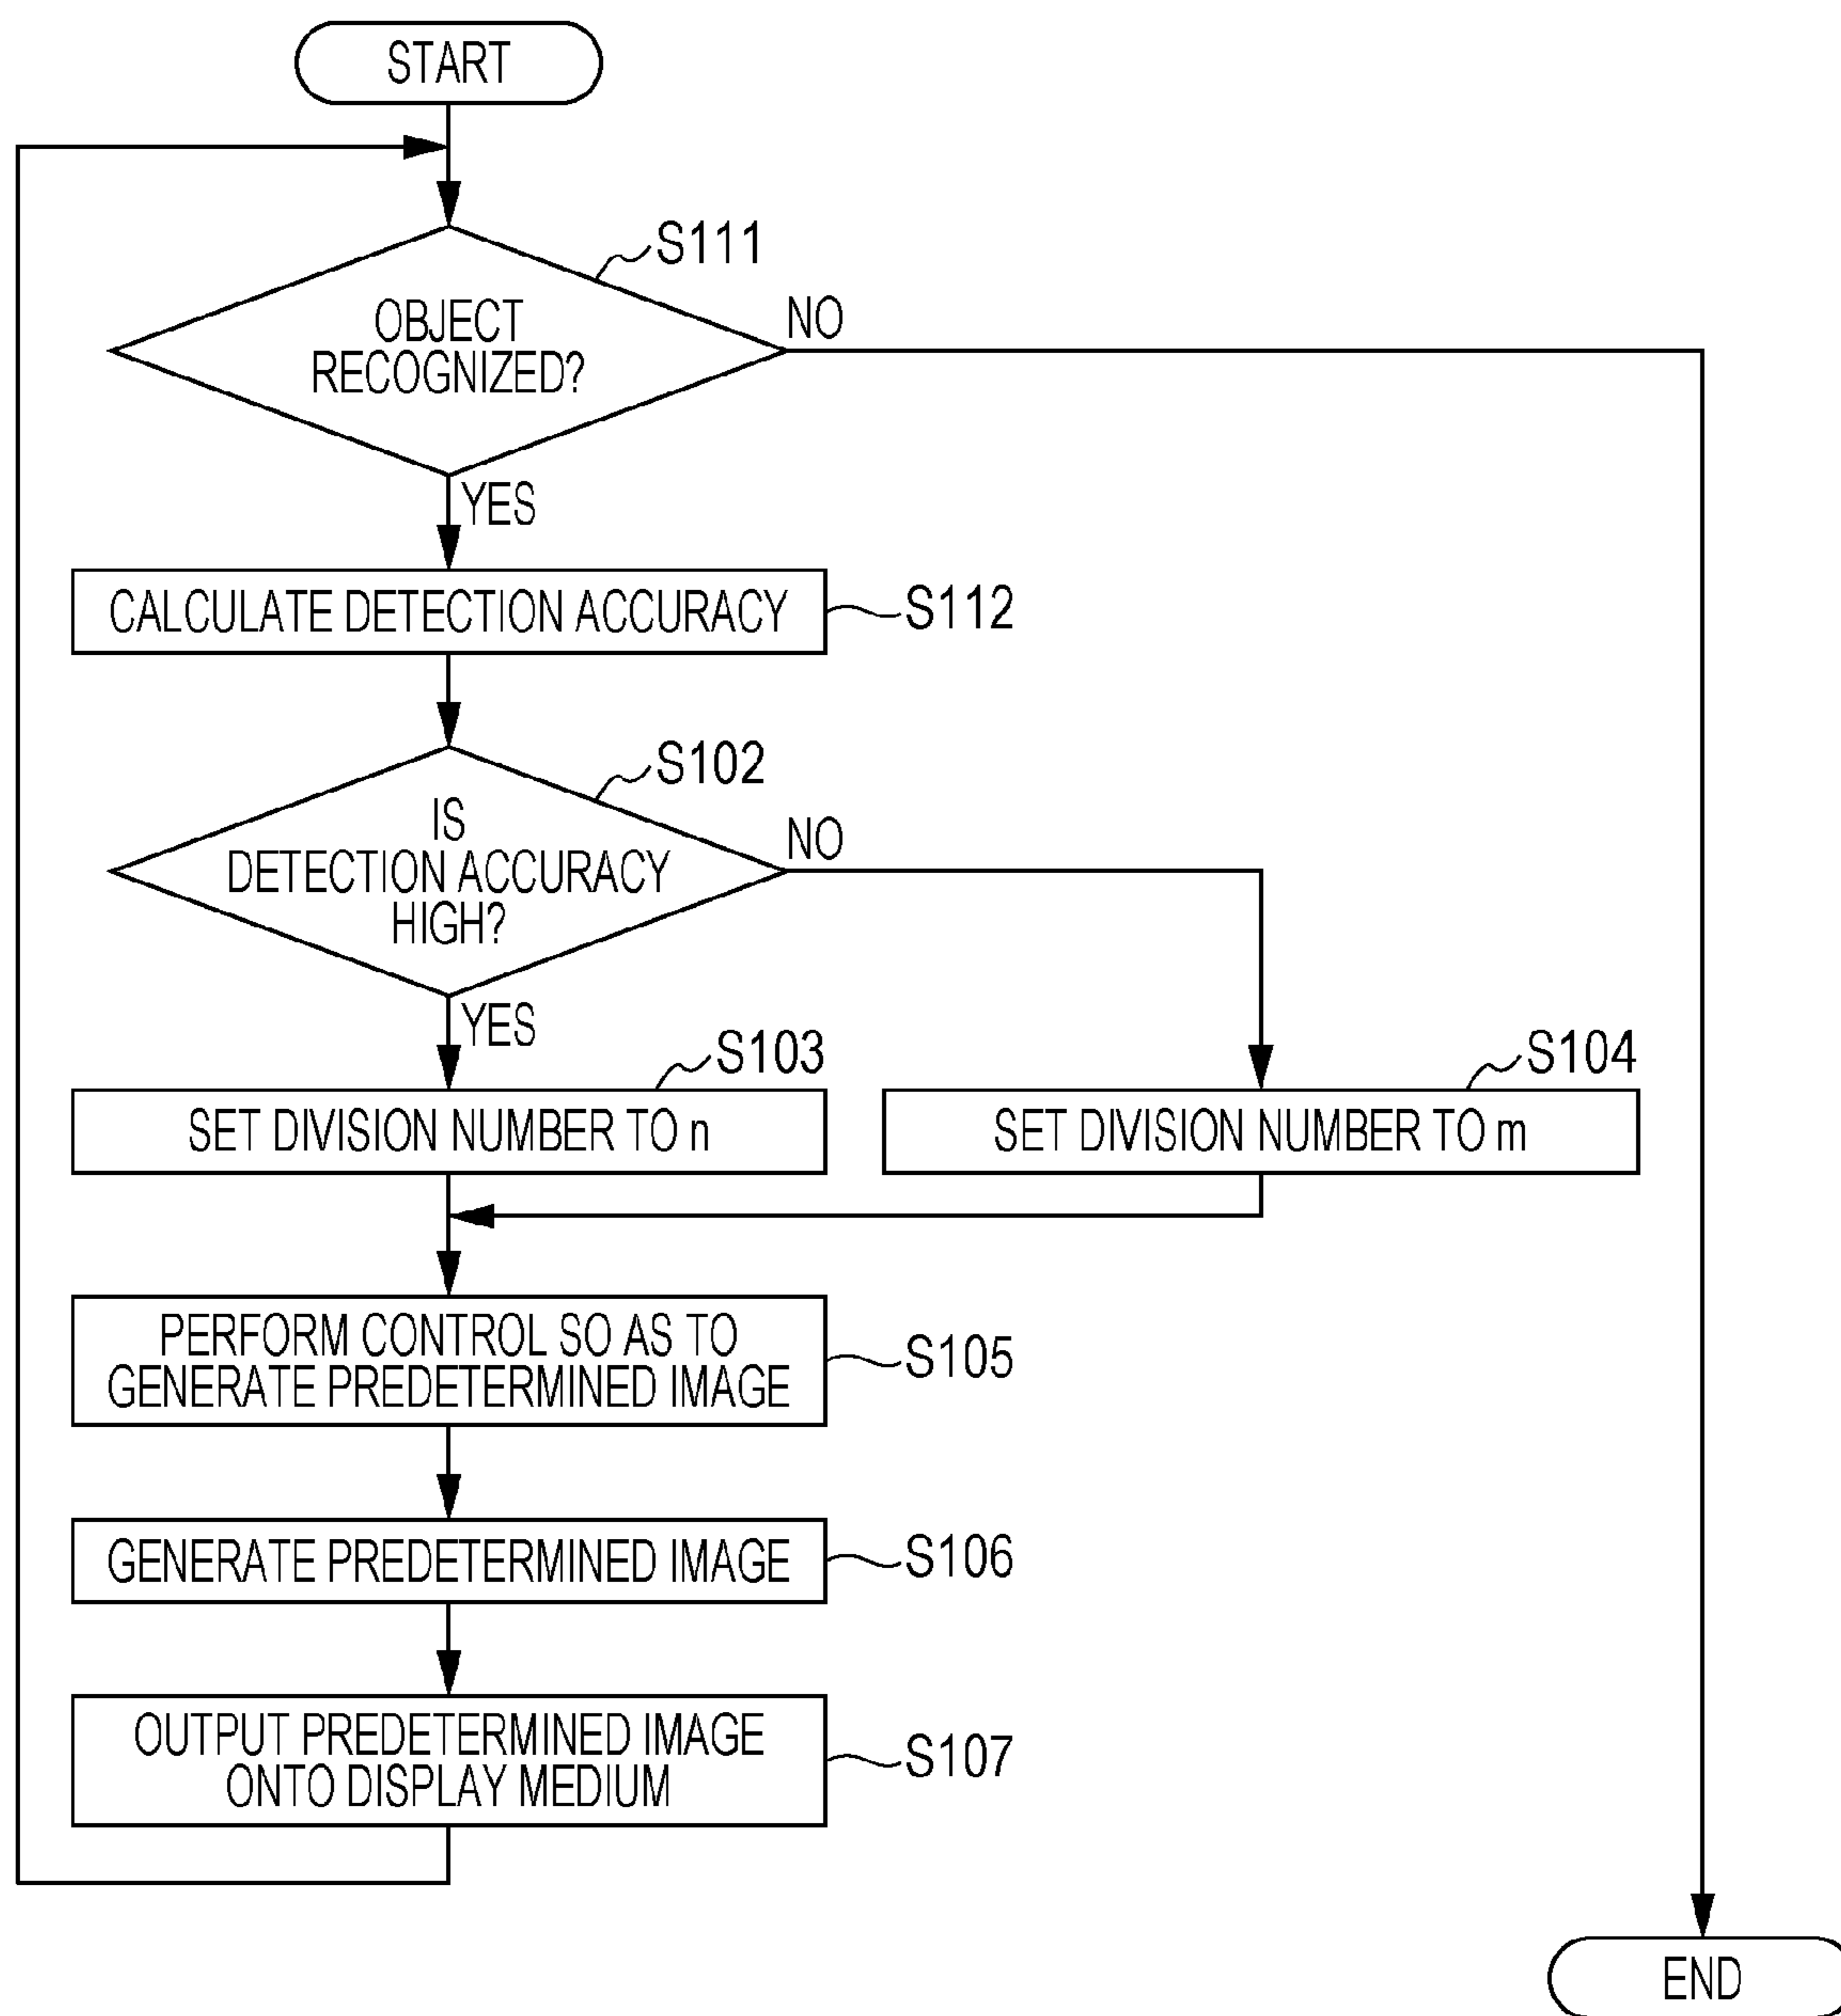 START
S111
OBJECT
RECOGNIZED?
NO
YES
CALCULATE DETECTION ACCURACY
S112
S102
IS
DETECTION ACCURACY
HIGH?
NO
YES
S103
SET DIVISION NUMBER TO n
S104
SET DIVISION NUMBER TO m
PERFORM CONTROL SO AS TO
GENERATE PREDETERMINED IMAGE
S105
GENERATE PREDETERMINED IMAGE
S106
OUTPUT PREDETERMINED IMAGE
ONTO DISPLAY MEDIUM
S107
END